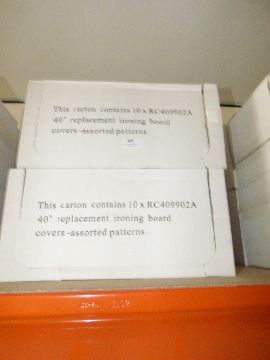 This carton contains 10 x RC409902A
40" replacement ironing board
covers -assorted patterns
This carton contains 10 x RC409902A
40" replacement ironing board
covers -assorted patterns